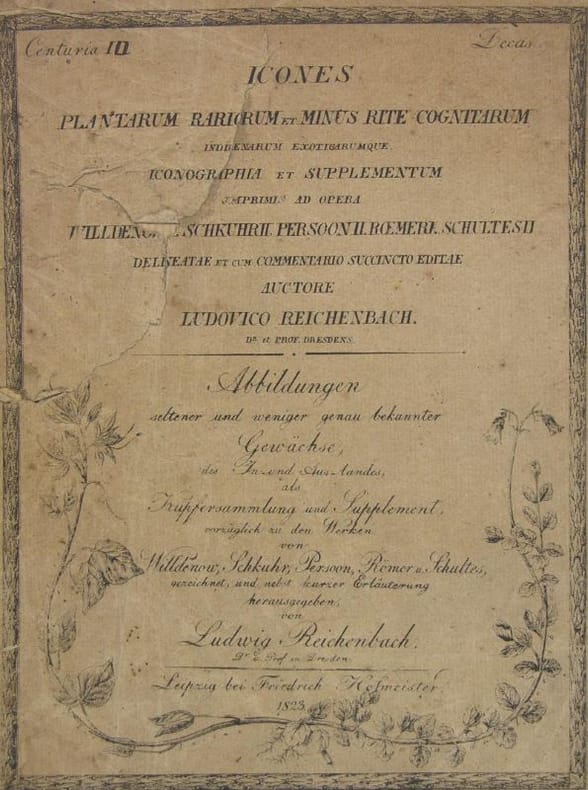 Centuria III
Decas
ICONES
PLANTARUM RARIORUM ET MINUS RITE COGNITARUM
INDIGENARUM EXOTICARUMQUE.
ICONOGRAPHIA ET SUPPLEMENTUM
IMPRIMIS AD OPERA
SCHKUHRII, PERSOONII, RŒMERI, SCHULTESII
DELINEATAE ET CUM COMMENTARIO SUCCINCTO EDITAE
AUCTORE
LUDOVICO REICHENBACH.
Dr. et PROF. DRESDENS.
Abbildungen
seltener und weniger genau bekannter
Gewächse,
des In- und Auslandes,
als
Kupfersammlung und Supplement,
vorzüglich zu den Werken
von
Willdenow, Schkuhr, Persoon, Römer u. Schultes,
gezeichnet, und nebst kurzer Erläuterung
herausgegeben,
von
Ludwig Reichenbach.
Dr. u. Prof in Dresden
Leipzig bei Friedrich Hofmeister
1823